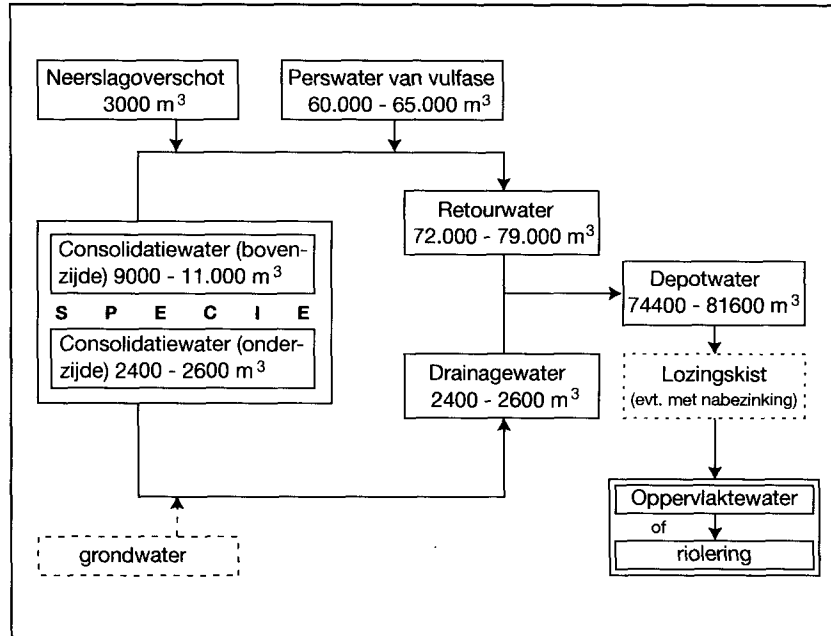 Neerslagoverschot
3000 m³
Perswater van vulfase
60.000 - 65.000 m³
Retourwater
72.000 - 79.000 m³
Consolidatiewater (boven-
zijde) 9000 - 11.000 m³
S P E C I E
Consolidatiewater (onder-
zijde) 2400 - 2600 m³
Depotwater
74400 - 81600 m³
Drainagewater
2400 - 2600 m³
Lozingskist
(evt. met nabezinking)
Oppervlaktewater
of
riolering
grondwater